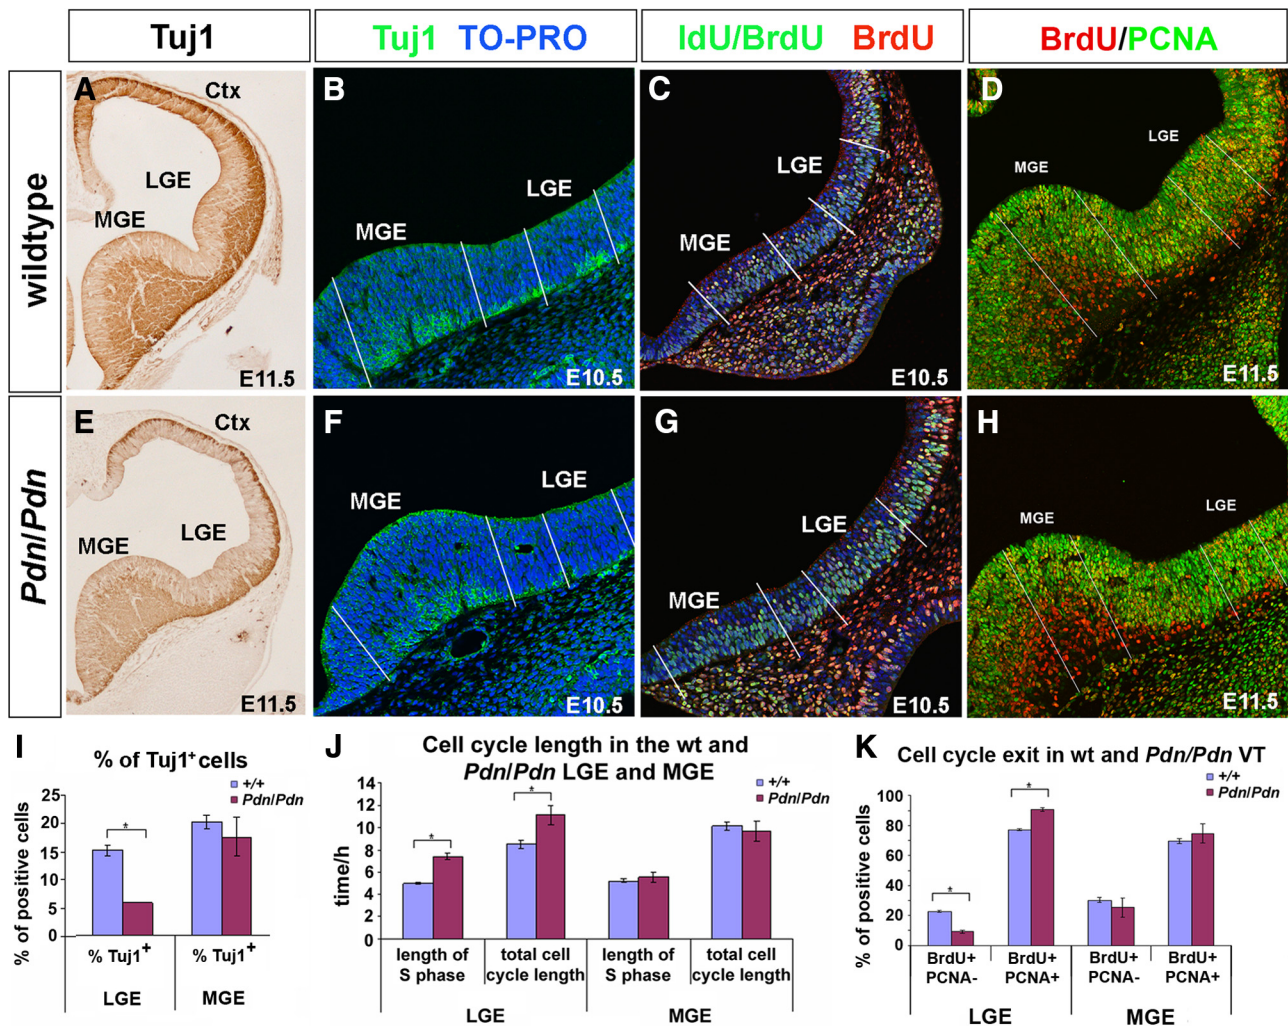 Tuj1
Tuj1 TO-PRO
IdU/BrdU BrdU
BrdU/PCNA
wildtype
A
Ctx
LGE
MGE
E11.5
B
LGE
MGE
E10.5
C
LGE
MGE
E10.5
D
LGE
MGE
E11.5
Pdn/Pdn
E
Ctx
LGE
MGE
E11.5
F
LGE
MGE
E10.5
G
LGE
MGE
E10.5
H
MGE
LGE
E11.5
I
% of Tuj1+ cells
+/+
Pdn/Pdn
% of positive cells
25
20
15
10
5
0
*
% Tuj1+
% Tuj1+
LGE
MGE
J
Cell cycle length in the wt and
Pdn/Pdn LGE and MGE
+/+
Pdn/Pdn
time/h
14
12
10
8
6
4
2
0
*
*
length of
S phase
total cell
cycle length
length of
S phase
total cell
cycle length
LGE
MGE
K
Cell cycle exit in wt and Pdn/Pdn VT
+/+
Pdn/Pdn
% of positive cells
100
80
60
40
20
0
*
*
BrdU+
PCNA-
BrdU+
PCNA+
BrdU+
PCNA-
BrdU+
PCNA+
LGE
MGE